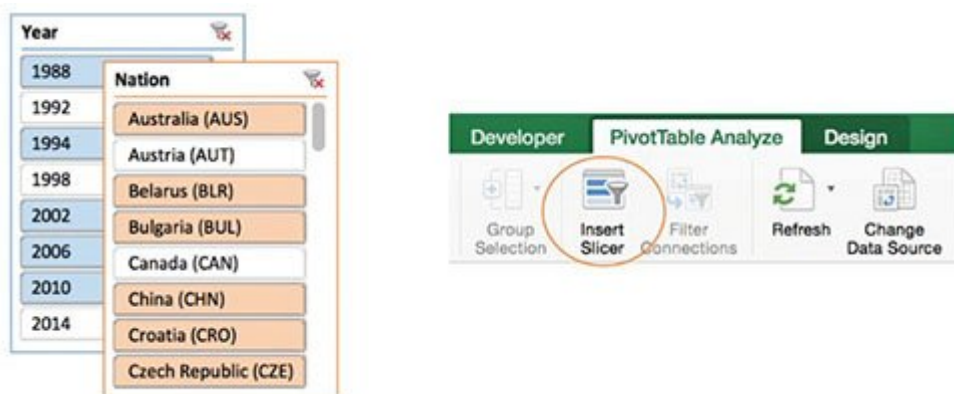 Year
1988
1992
1994
1998
2002
2006
2010
2014
Nation
Australia (AUS)
Austria (AUT)
Belarus (BLR)
Bulgaria (BUL)
Canada (CAN)
China (CHN)
Croatia (CRO)
Czech Republic (CZE)
Developer PivotTable Analyze Design
Group
Selection
Insert
Slicer
Filter
Connections
Refresh
Change
Data Source